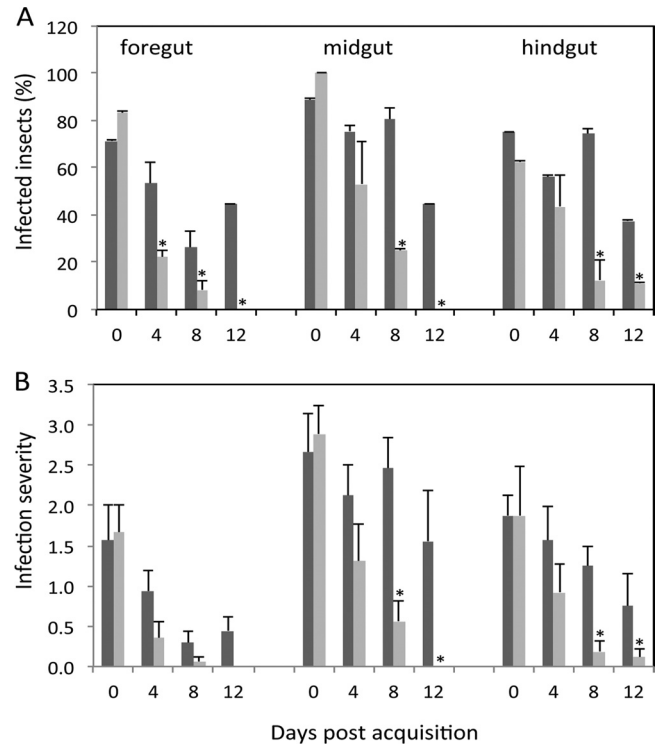 A
foregut midgut hindgut
Infected insects (%)
120
100
80
60
40
20
0
* * * * * * *
0 4 8 12 0 4 8 12 0 4 8 12
B
Infection severity
3.5
3.0
2.5
2.0
1.5
1.0
0.5
0.0
* * * *
0 4 8 12 0 4 8 12 0 4 8 12
Days post acquisition